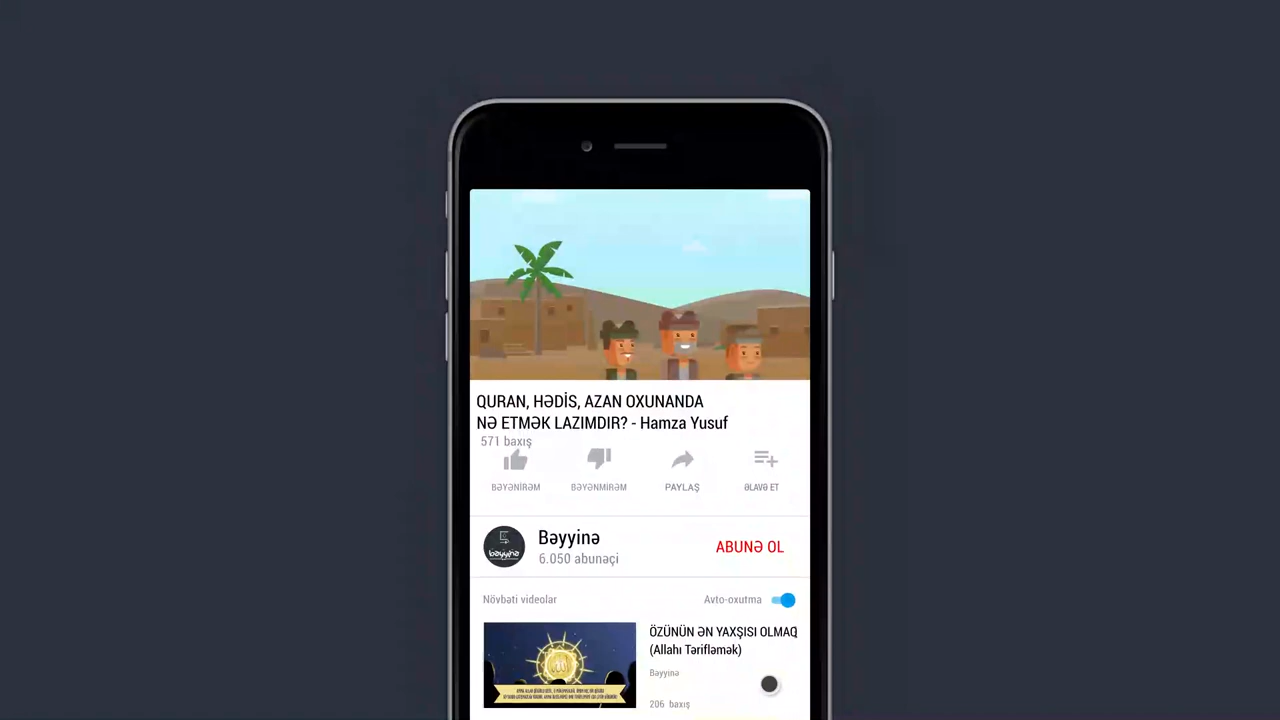 QURAN, HƏDİS, AZAN OXUNANDA
NƏ ETMƏK LAZIMDIR? - Hamza Yusuf
571 baxış
BƏYƏNİRƏM
BƏYƏNMİRƏM
PAYLAŞ
ƏLAVƏ ET
bəyyinə
Bəyyinə
6.050 abunəçi
ABUNƏ OL
Növbəti videolar
Avto-oxutma
ÖZÜNÜN ƏN YAXŞISI OLMAQ
(Allahı Tərifləmək)
Bəyyinə
206 baxış